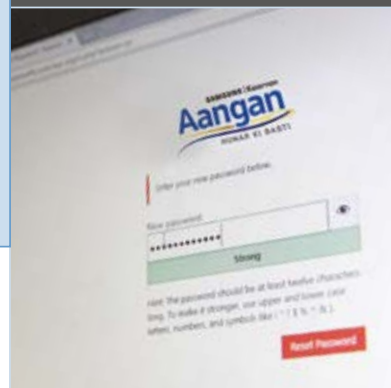 Aangan
HUNAR KI BASTI
Enter your new password below.
New password
Strong
Hint: The password should be at least twelve characters
long. To make it stronger, use upper and lower case
letters, numbers, and symbols like ! " ? $ % ^ & ).
Reset Password